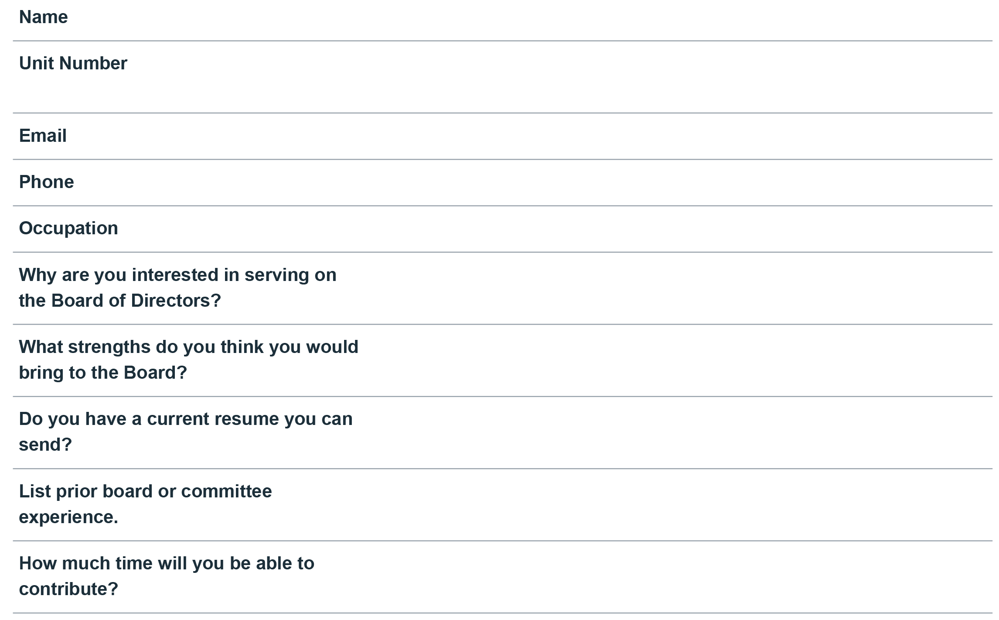 Name
Unit Number
Email
Phone
Occupation
Why are you interested in serving on
the Board of Directors?
What strengths do you think you would
bring to the Board?
Do you have a current resume you can
send?
List prior board or committee
experience.
How much time will you be able to
contribute?